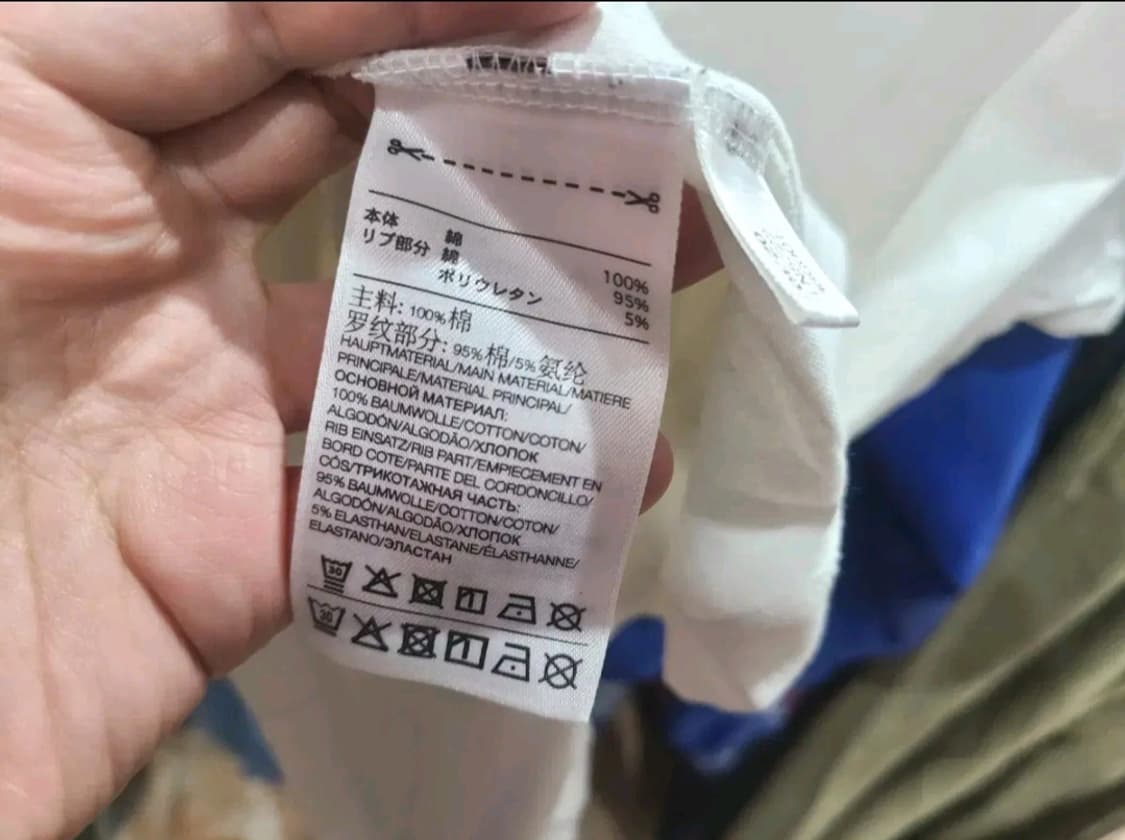 本体 綿 100%
リブ部分 綿 95%
ポリウレタン 5%
主料: 100%棉
罗纹部分: 95%棉/5%氨纶
HAUPTMATERIAL/MAIN MATERIAL/MATIERE
PRINCIPALE/MATERIAL PRINCIPAL/
ОСНОВНОЙ МАТЕРИАЛ:
100% BAUMWOLLE/COTTON/COTON/
ALGODÓN/ALGODÃO/ХЛОПОК
RIB EINSATZ/RIB PART/EMPIECEMENT EN
BORD COTE/PARTE DEL CORDONCILLO/
CÓS/ТРИКОТАЖНАЯ ЧАСТЬ:
95% BAUMWOLLE/COTTON/COTON/
ALGODÓN/ALGODÃO/ХЛОПОК
5% ELASTHAN/ELASTANE/ÉLASTHANNE/
ELASTANO/ЭЛАСТАН
30
30